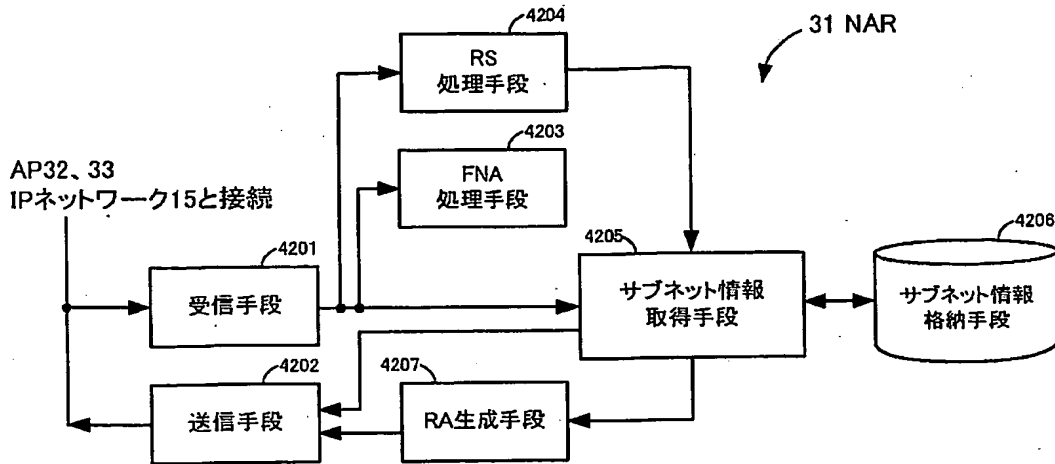 4204
31 NAR
RS
処理手段
4203
FNA
処理手段
AP32、33
IPネットワーク15と接続
4201
受信手段
4205
サブネット情報
取得手段
4206
サブネット情報
格納手段
4202
送信手段
4207
RA生成手段